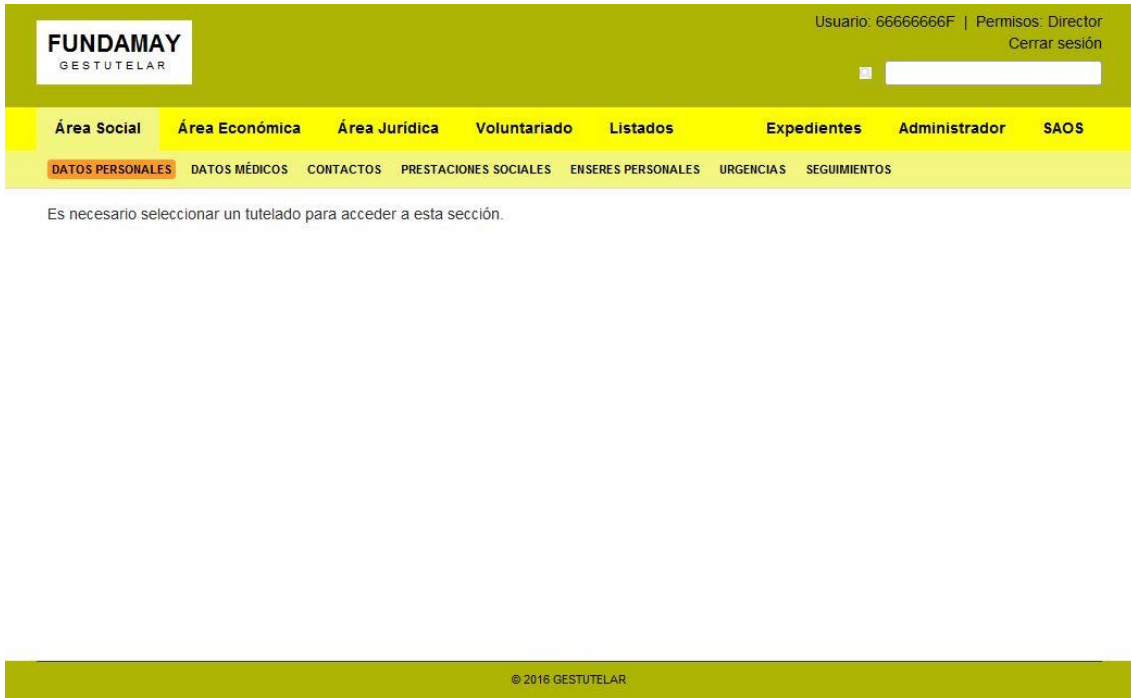 FUNDAMAY
GESTUTELAR
Usuario: 66666666F | Permisos: Director
Cerrar sesión
Área Social Área Económica Área Jurídica Voluntariado Listados Expedientes Administrador SAOS
DATOS PERSONALES DATOS MÉDICOS CONTACTOS PRESTACIONES SOCIALES ENSERES PERSONALES URGENCIAS SEGUIMIENTOS
Es necesario seleccionar un tutelado para acceder a esta sección.
© 2016 GESTUTELAR